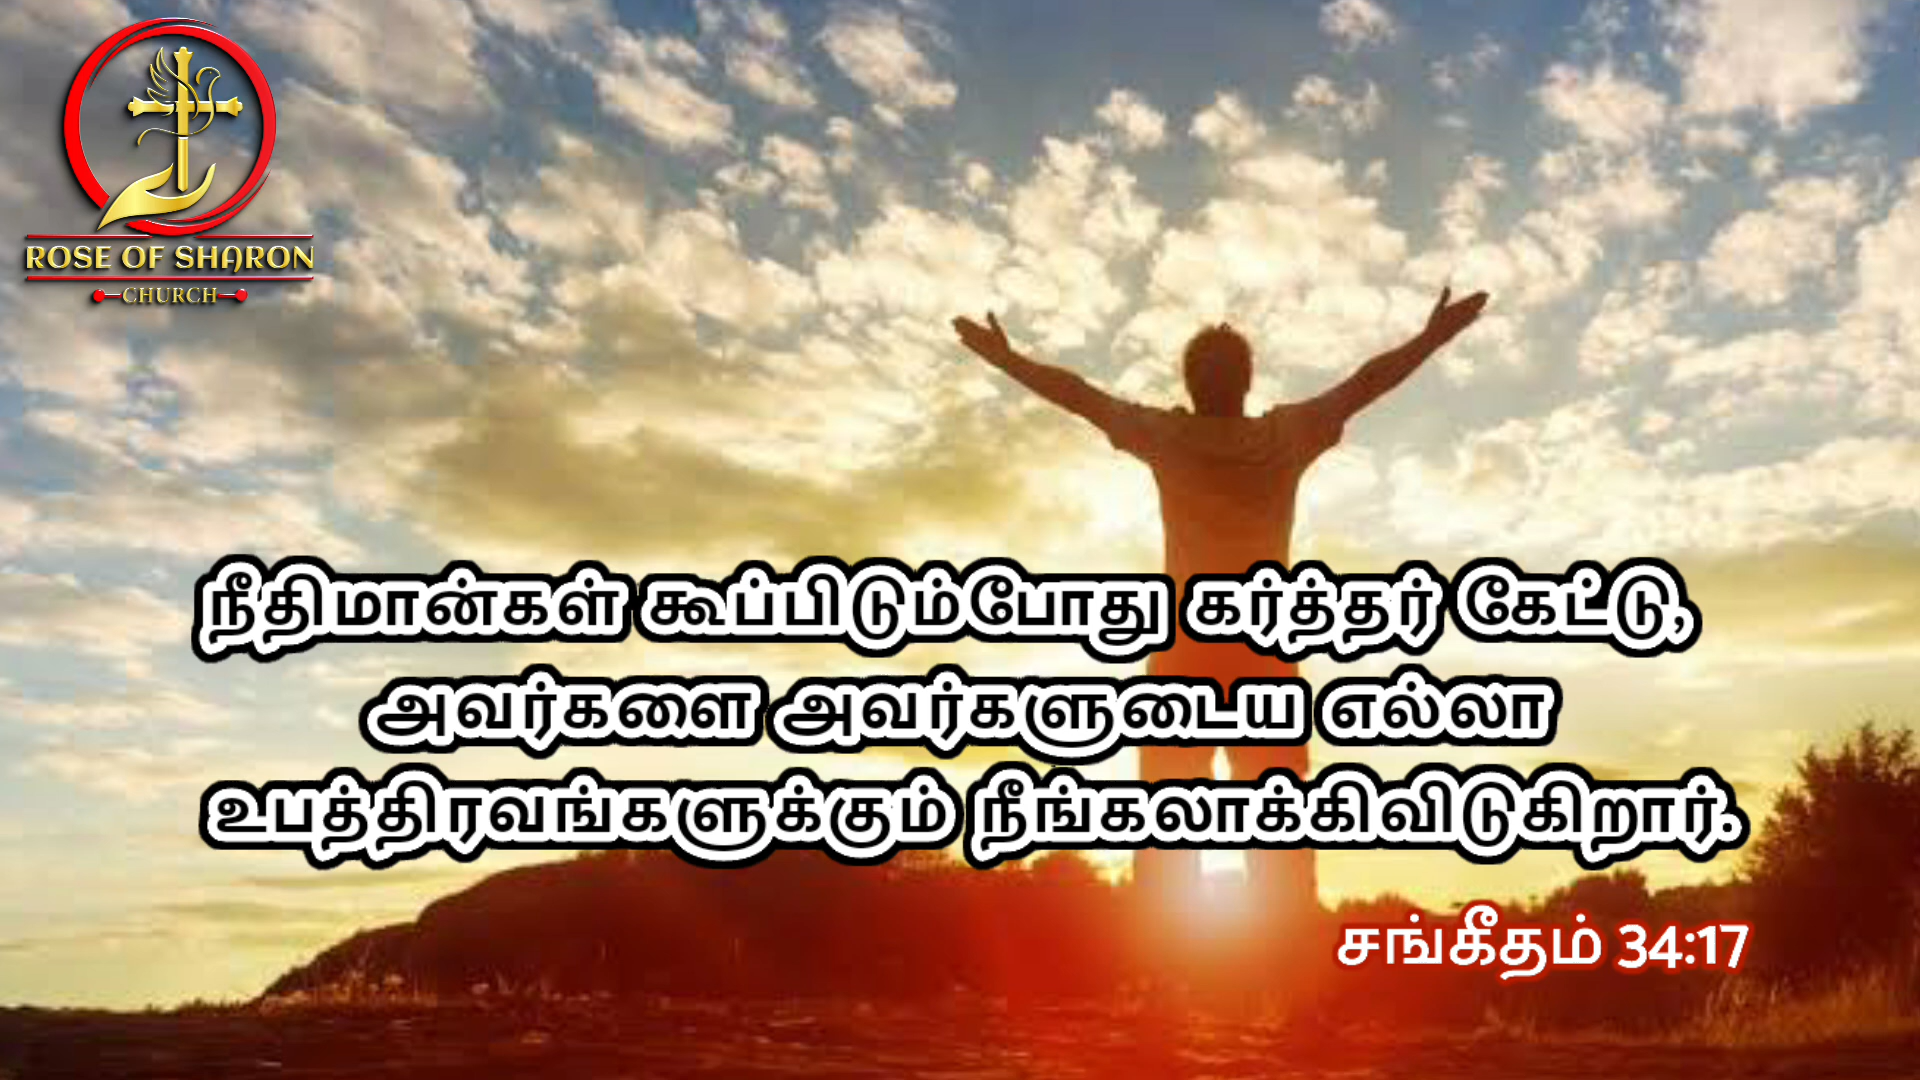 ROSE OF SHARON
CHURCH
நீதிமான்கள் கூப்பிடும்போது கர்த்தர் கேட்டு,
அவர்களை அவர்களுடைய எல்லா
உபத்திரவங்களுக்கும் நீங்கலாக்கிவிடுகிறார்.
சங்கீதம் 34:17